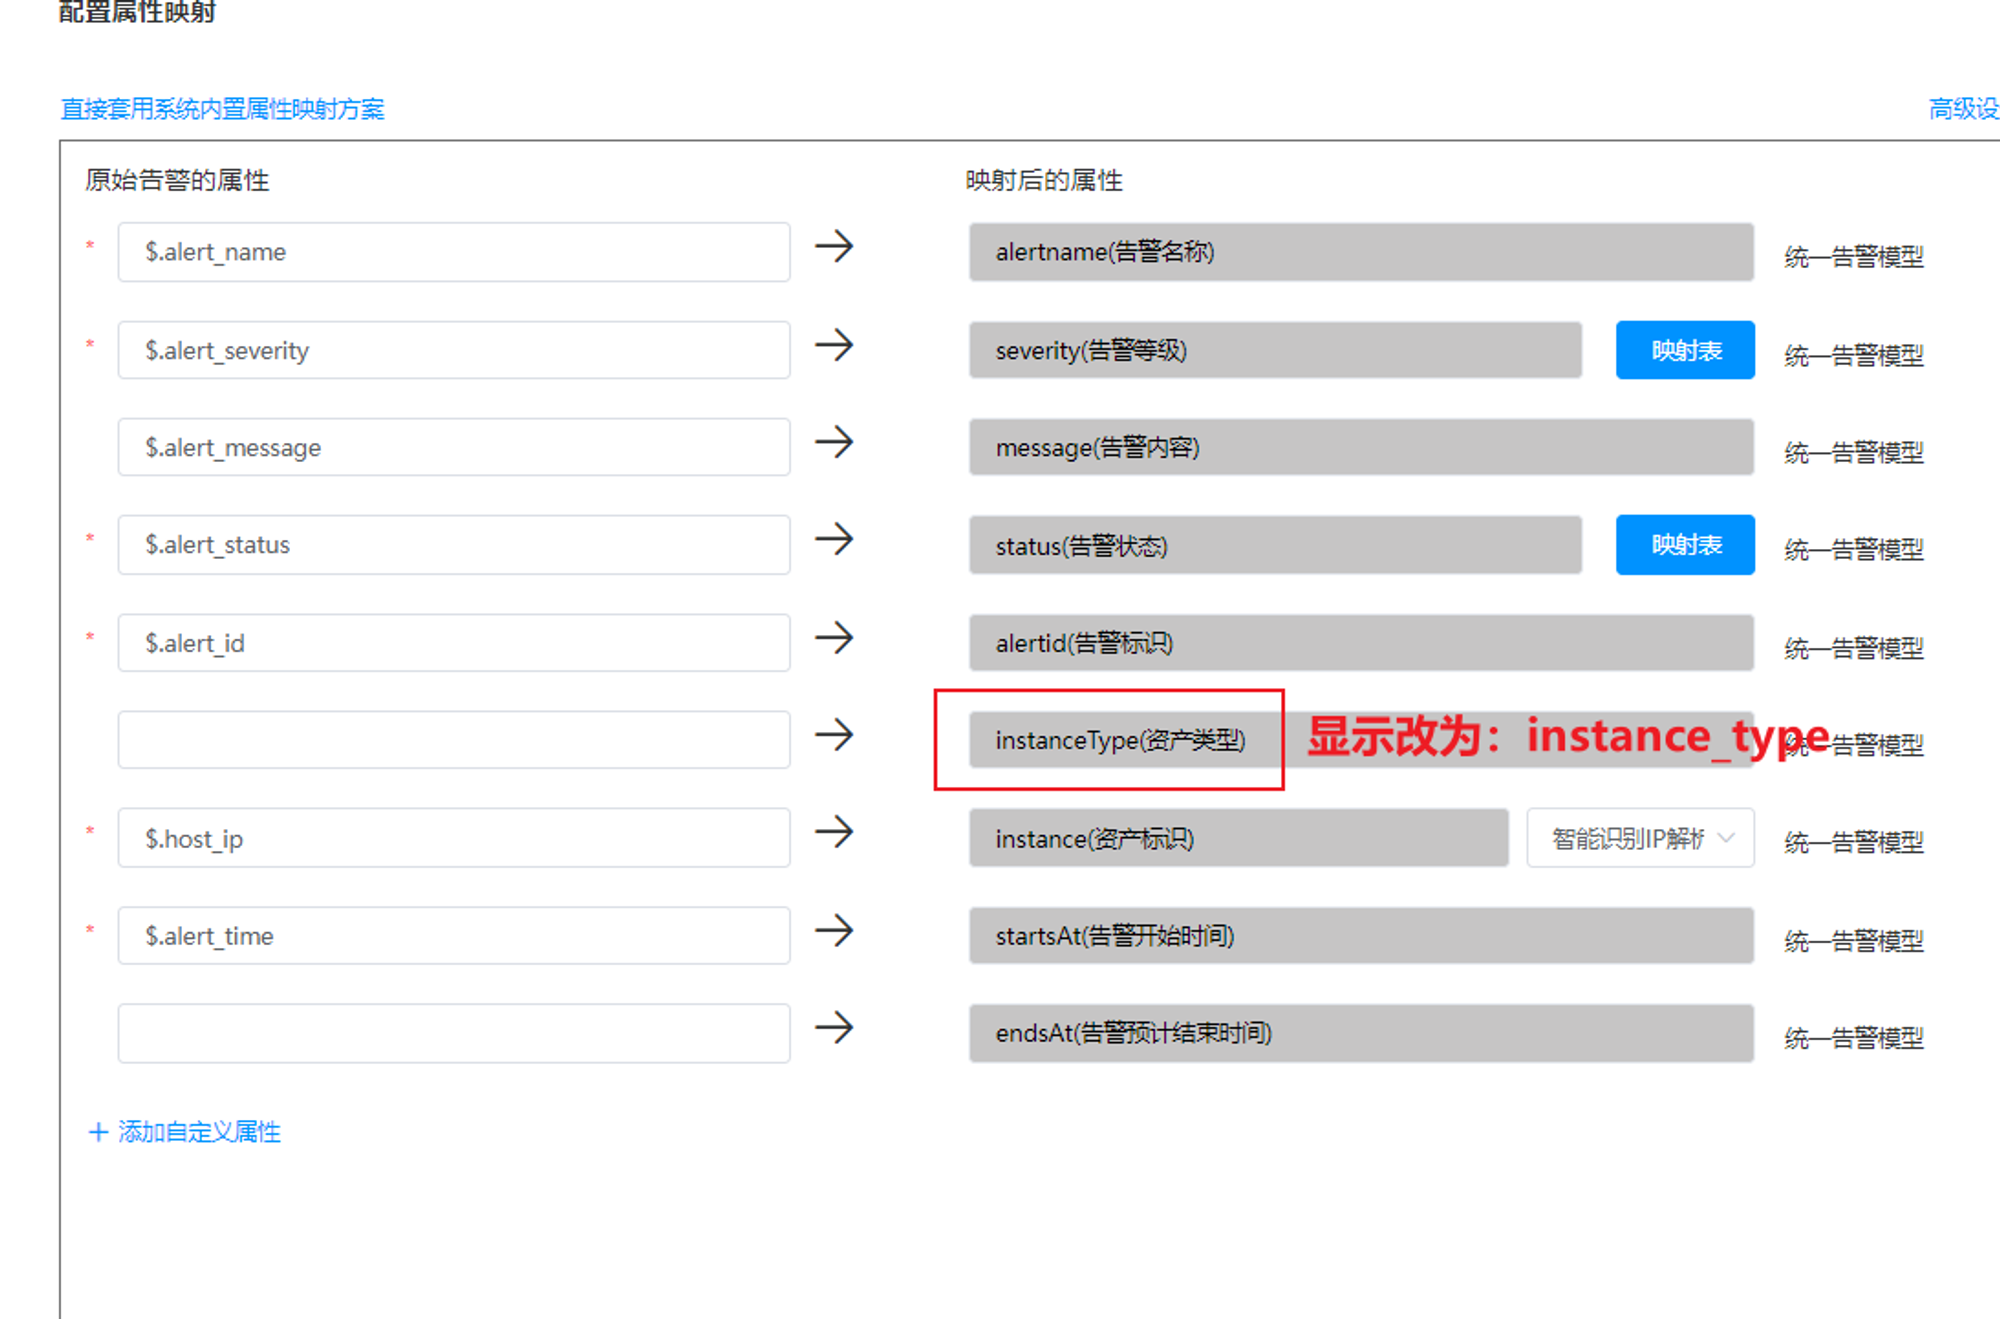 配置属性映射
直接套用系统内置属性映射方案
高级设
原始告警的属性
映射后的属性
* $.alert_name → alertname(告警名称) 统一告警模型
* $.alert_severity → severity(告警等级) 映射表 统一告警模型
$.alert_message → message(告警内容) 统一告警模型
* $.alert_status → status(告警状态) 映射表 统一告警模型
* $.alert_id → alertid(告警标识) 统一告警模型
→ instanceType(资产类型) 显示改为：instance_type 统一告警模型
* $.host_ip → instance(资产标识) 智能识别IP解析 统一告警模型
* $.alert_time → startsAt(告警开始时间) 统一告警模型
→ endsAt(告警预计结束时间) 统一告警模型
+ 添加自定义属性